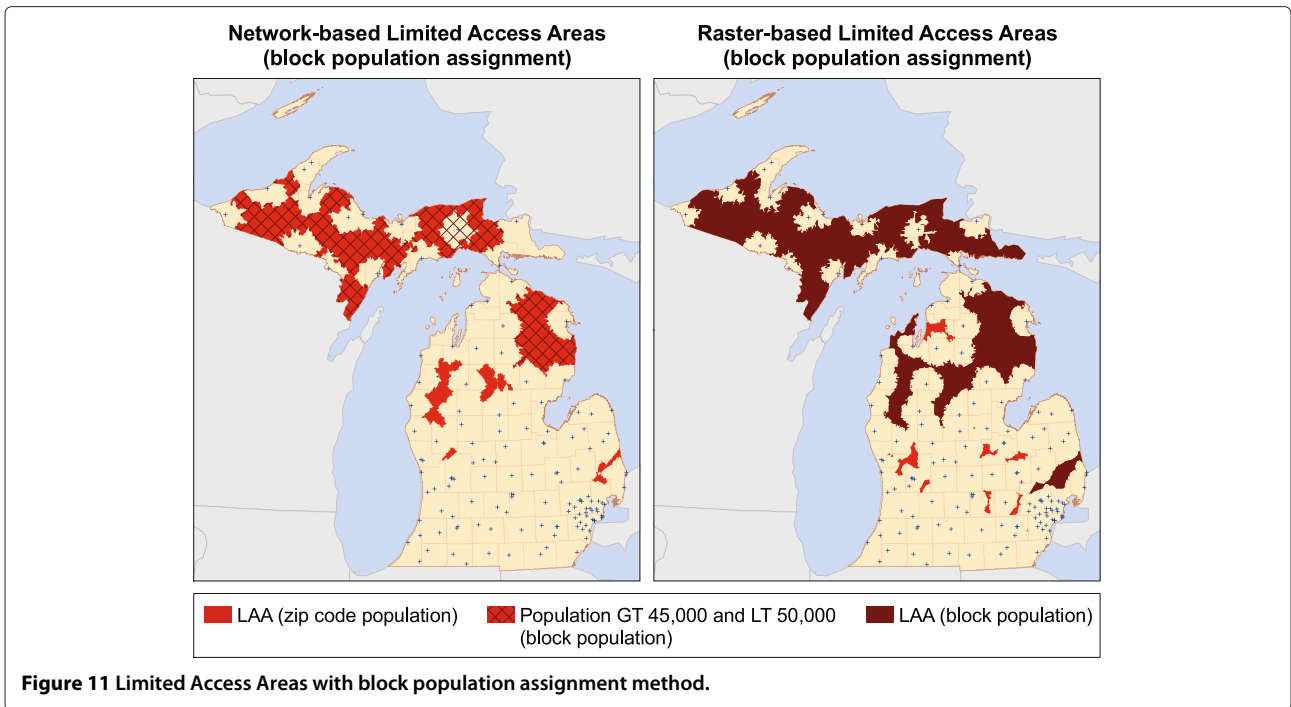 Network-based Limited Access Areas
(block population assignment)
Raster-based Limited Access Areas
(block population assignment)
LAA (zip code population)
Population GT 45,000 and LT 50,000
(block population)
LAA (block population)
Figure 11 Limited Access Areas with block population assignment method.